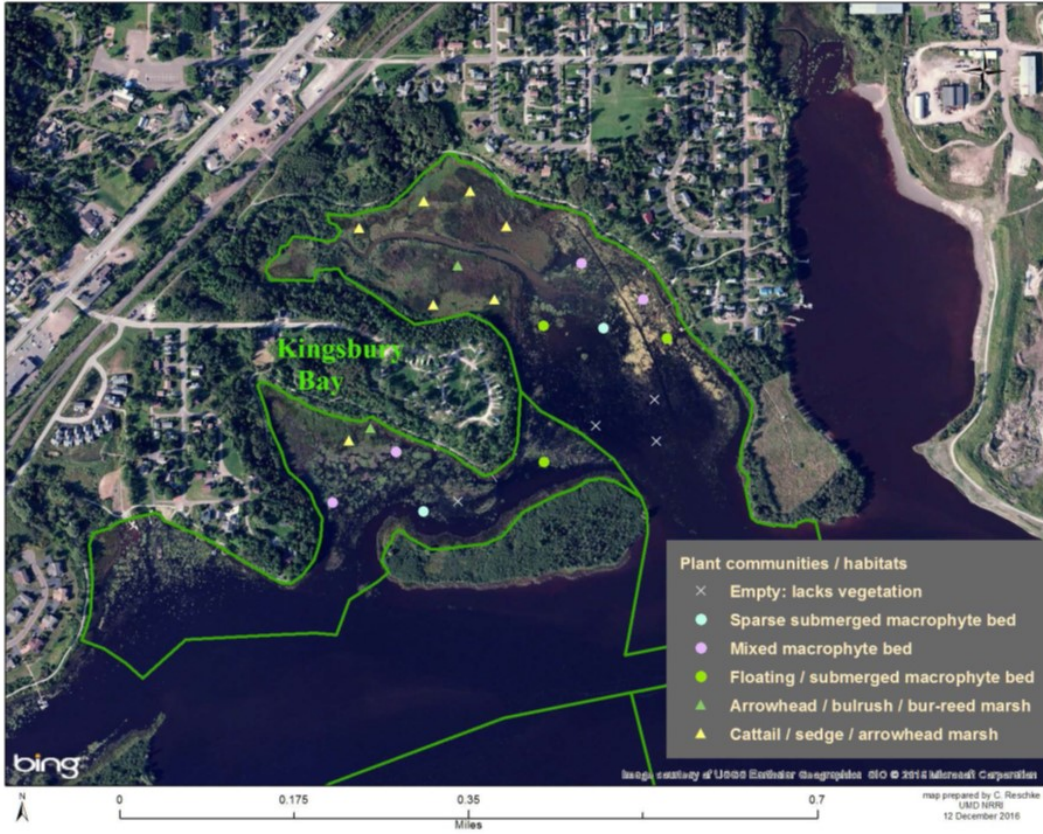 Kingsbury
Bay
Plant communities / habitats
Empty: lacks vegetation
Sparse submerged macrophyte bed
Mixed macrophyte bed
Floating / submerged macrophyte bed
Arrowhead / bulrush / bur-reed marsh
Cattail / sedge / arrowhead marsh
bing
Image courtesy of USGS Earthstar Geographics SIO © 2016 Microsoft Corporation
N
0 0.175 0.35 0.7
Miles
map prepared by C. Reschke
UMD NRRI
12 December 2016